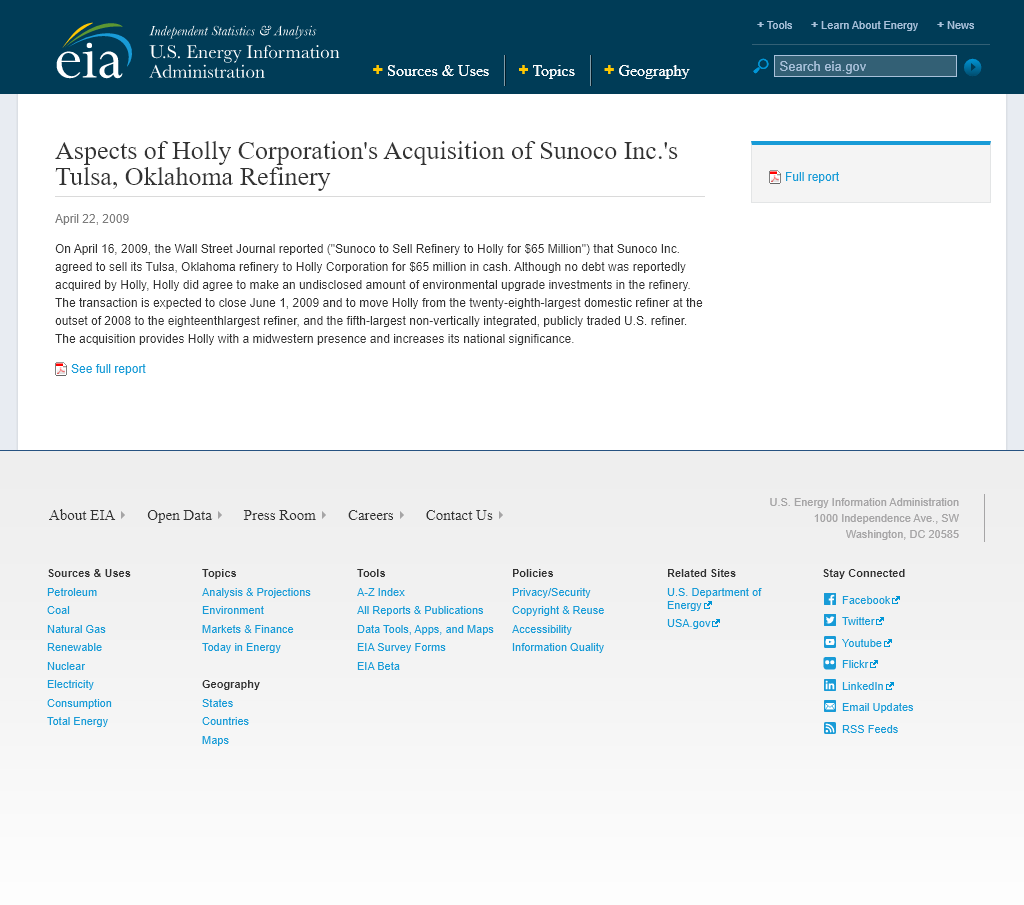 Independent Statistics & Analysis
eia
U.S. Energy Information
Administration
Sources & Uses
Topics
Geography
+ Tools
+ Learn About Energy
+ News
Search eia.gov
Aspects of Holly Corporation's Acquisition of Sunoco Inc.'s
Tulsa, Oklahoma Refinery
April 22, 2009
On April 16, 2009, the Wall Street Journal reported ("Sunoco to Sell Refinery to Holly for $65 Million") that Sunoco Inc.
agreed to sell its Tulsa, Oklahoma refinery to Holly Corporation for $65 million in cash. Although no debt was reportedly
acquired by Holly, Holly did agree to make an undisclosed amount of environmental upgrade investments in the refinery.
The transaction is expected to close June 1, 2009 and to move Holly from the twenty-eighth-largest domestic refiner at the
outset of 2008 to the eighteenthlargest refiner, and the fifth-largest non-vertically integrated, publicly traded U.S. refiner.
The acquisition provides Holly with a midwestern presence and increases its national significance.
See full report
Full report
About EIA
Open Data
Press Room
Careers
Contact Us
U.S. Energy Information Administration
1000 Independence Ave., SW
Washington, DC 20585
Sources & Uses
Petroleum
Coal
Natural Gas
Renewable
Nuclear
Electricity
Consumption
Total Energy
Topics
Analysis & Projections
Environment
Markets & Finance
Today in Energy
Geography
States
Countries
Maps
Tools
A-Z Index
All Reports & Publications
Data Tools, Apps, and Maps
EIA Survey Forms
EIA Beta
Policies
Privacy/Security
Copyright & Reuse
Accessibility
Information Quality
Related Sites
U.S. Department of
Energy
USA.gov
Stay Connected
Facebook
Twitter
Youtube
Flickr
LinkedIn
Email Updates
RSS Feeds